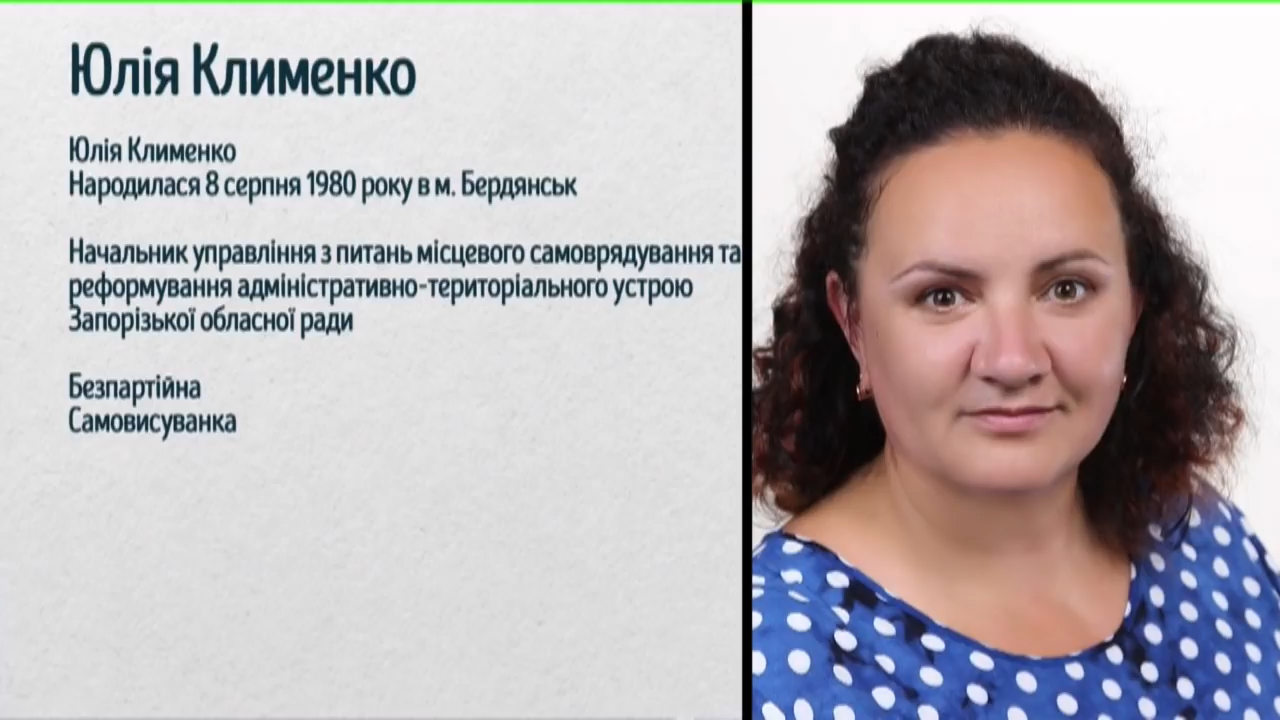 Юлія Клименко
Юлія Клименко
Народилася 8 серпня 1980 року в м. Бердянськ
Начальник управління з питань місцевого самоврядування та
реформування адміністративно-територіального устрою
Запорізької обласної ради
Безпартійна
Самовисуванка